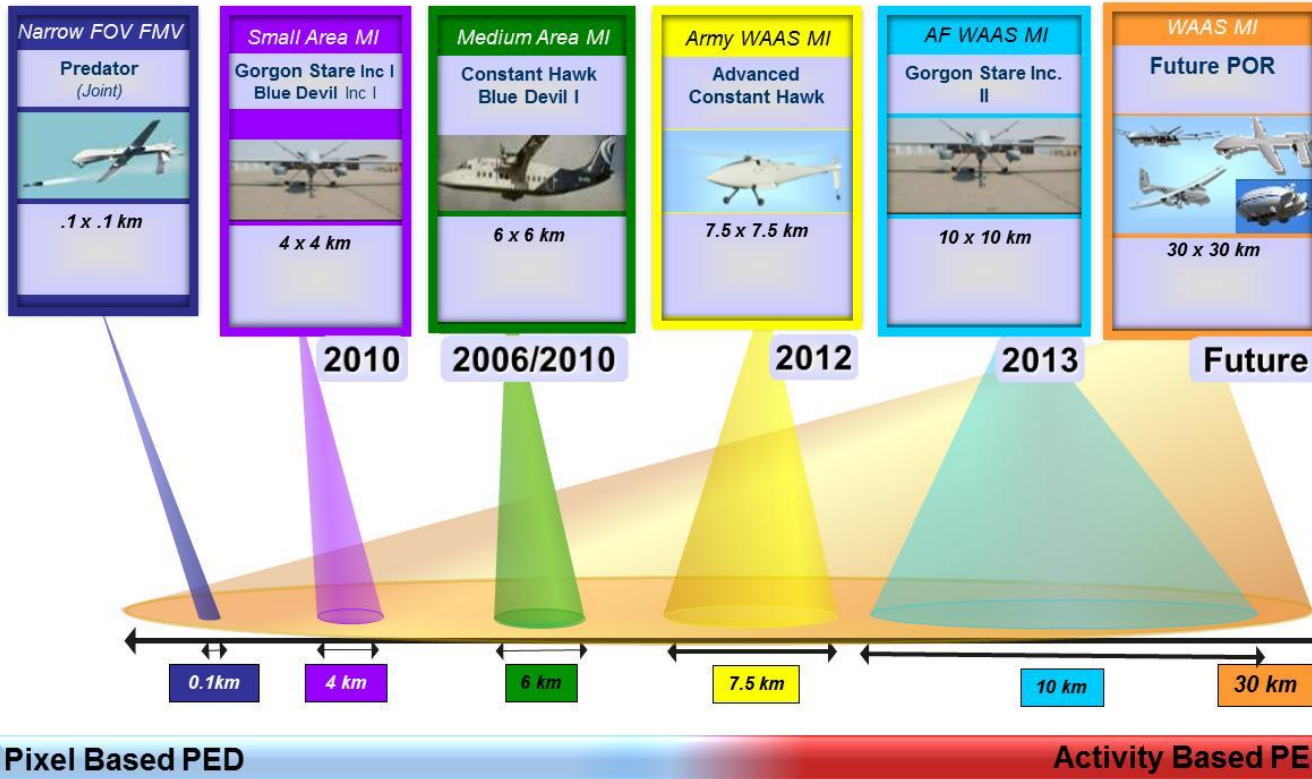 Narrow FOV FMV
Predator
(Joint)
.1 x .1 km
Small Area MI
Gorgon Stare Inc I
Blue Devil Inc I
4 x 4 km
2010
Medium Area MI
Constant Hawk
Blue Devil I
6 x 6 km
2006/2010
Army WAAS MI
Advanced
Constant Hawk
7.5 x 7.5 km
2012
AF WAAS MI
Gorgon Stare Inc.
II
10 x 10 km
2013
WAAS MI
Future POR
30 x 30 km
Future
0.1km
4 km
6 km
7.5 km
10 km
30 km
Pixel Based PED
Activity Based PE